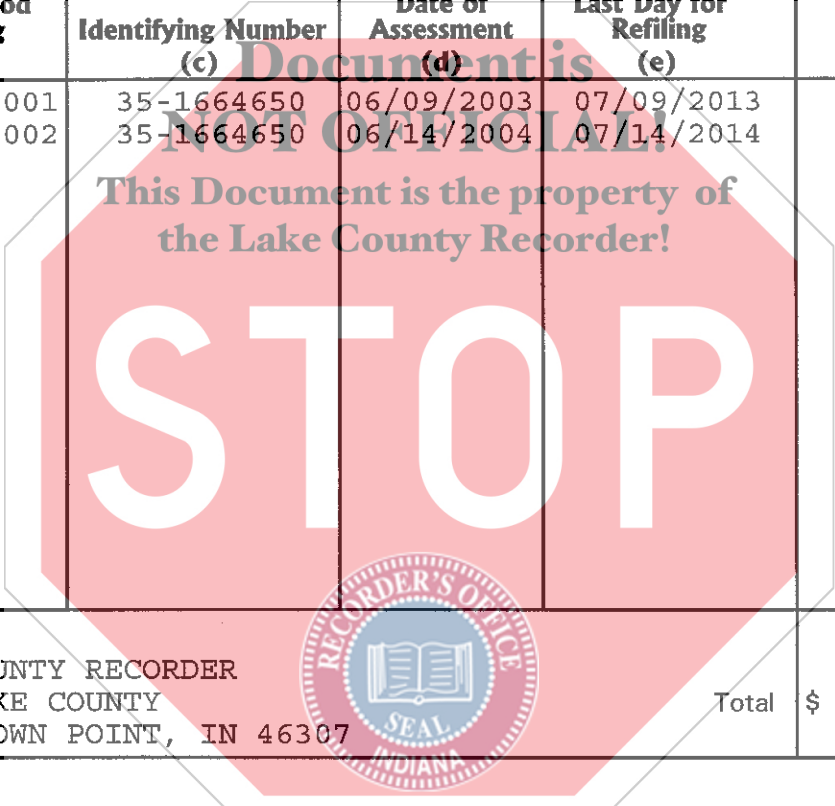 Date of Last Day for
Identifying Number Assessment Refiling
(c) (d) (e)
Document is
001 35-1664650 06/09/2003 07/09/2013
NOT OFFICIAL!
002 35-1664650 06/14/2004 07/14/2014
This Document is the property of
the Lake County Recorder!
STOP
RECORDER'S OFFICE
SEAL
INDIANA
UNTY RECORDER
KE COUNTY
OWN POINT, IN 46307
Total $